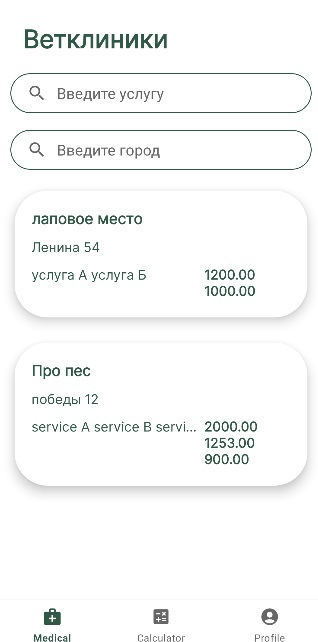 Ветклиники
Введите услугу
Введите город
лаповое место
Ленина 54
услуга А услуга Б 1200.00
1000.00
Про пес
победы 12
service A service B servi... 2000.00
1253.00
900.00
Medical Calculator Profile